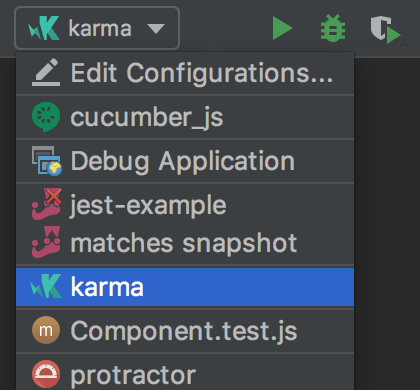 karma
Edit Configurations...
cucumber_js
Debug Application
jest-example
matches snapshot
karma
m Component.test.js
protractor